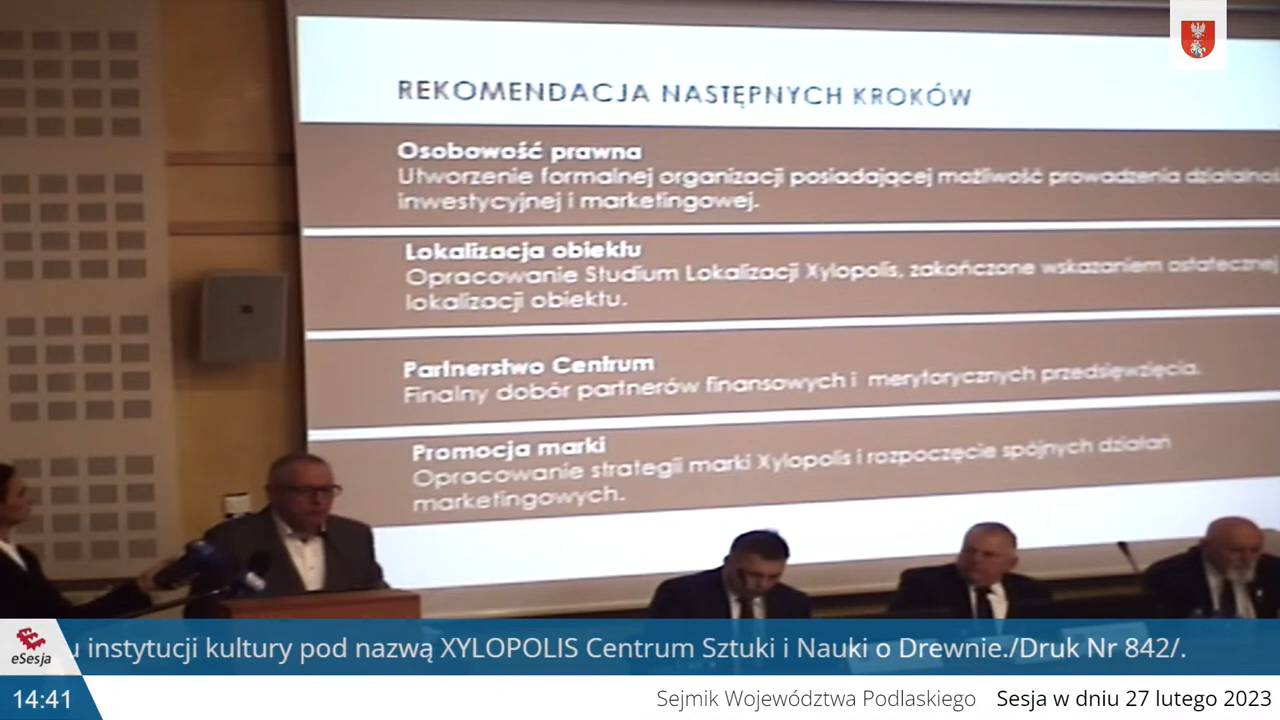 REKOMENDACJA NASTĘPNYCH KROKÓW
Osobowość prawna
Utworzenie formalnej organizacji posiadającej możliwość prowadzenia
inwestycyjnej i marketingowej.
Lokalizacja obiektu
Opracowanie Studium Lokalizacji Xylopolis, zakończone wskazaniem ostatecznej
lokalizacji obiektu.
Partnerstwo Centrum
Finalny dobór partnerów finansowych i merytorycznych przedsięwzięcia.
Promocja marki
Opracowanie strategii marki Xylopolis i rozpoczęcie spójnych działań
marketingowych.
u instytucji kultury pod nazwą XYLOPOLIS Centrum Sztuki i Nauki o Drewnie./Druk Nr 842/.
eSesja
14:41
Sejmik Województwa Podlaskiego Sesja w dniu 27 lutego 2023